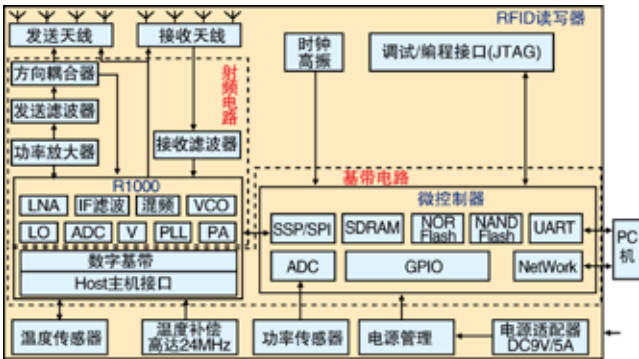 RFID读写器
发送天线
接收天线
时钟
高振
调试/编程接口(JTAG)
方向耦合器
发送滤波器
功率放大器
射频电路
接收滤波器
基带电路
R1000
LNA
IF滤波
混频
VCO
LO
ADC
V
PLL
PA
数字基带
Host主机接口
微控制器
SSP/SPI
SDRAM
NOR
Flash
NAND
Flash
UART
ADC
GPIO
NetWork
PC
机
温度传感器
温度补偿
高达24MHz
功率传感器
电源管理
电源适配器
DC9V/5A